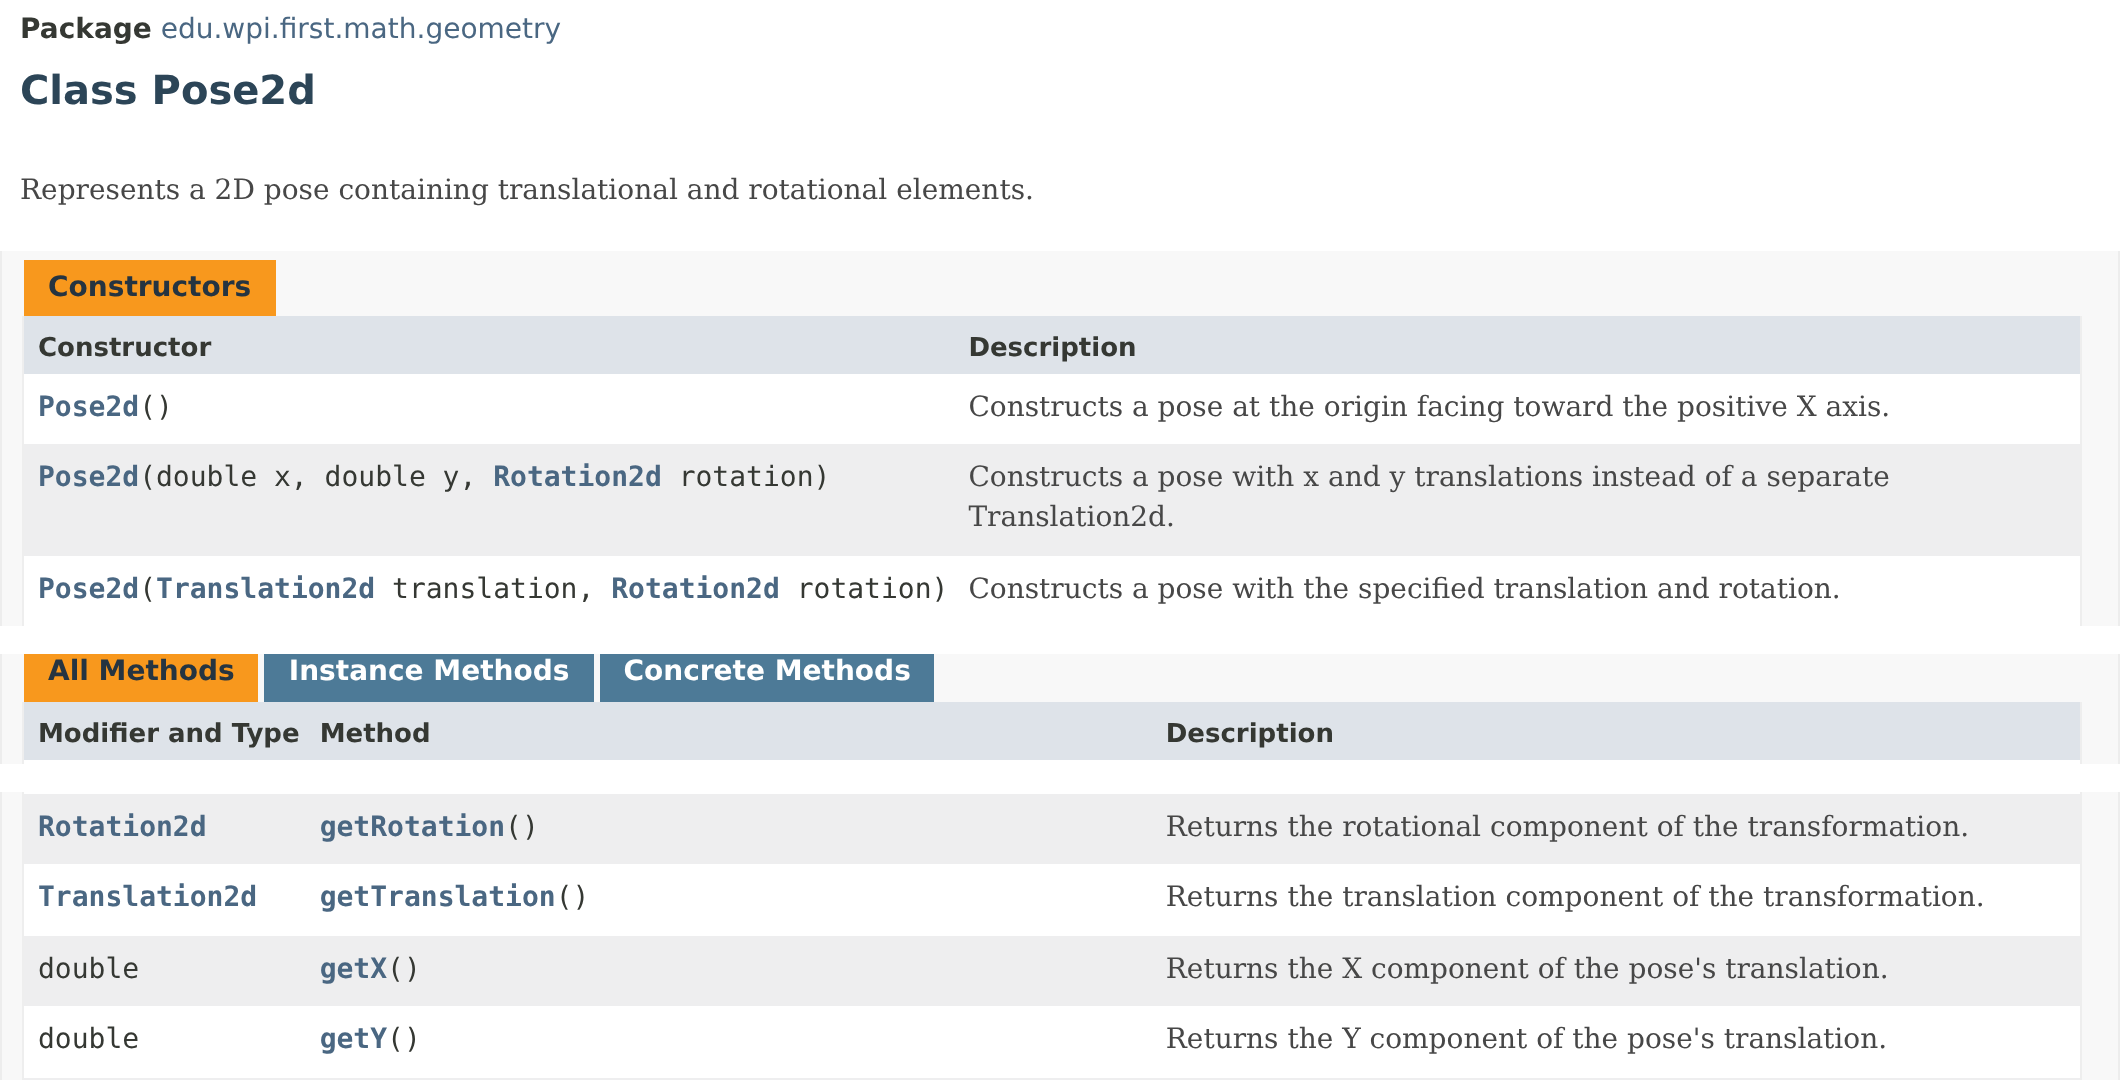 Package edu.wpi.first.math.geometry
Class Pose2d
Represents a 2D pose containing translational and rotational elements.
Constructors
Constructor Description
Pose2d() Constructs a pose at the origin facing toward the positive X axis.
Pose2d(double x, double y, Rotation2d rotation) Constructs a pose with x and y translations instead of a separate
Translation2d.
Pose2d(Translation2d translation, Rotation2d rotation) Constructs a pose with the specified translation and rotation.
All Methods Instance Methods Concrete Methods
Modifier and Type Method Description
Rotation2d getRotation() Returns the rotational component of the transformation.
Translation2d getTranslation() Returns the translation component of the transformation.
double getX() Returns the X component of the pose's translation.
double getY() Returns the Y component of the pose's translation.